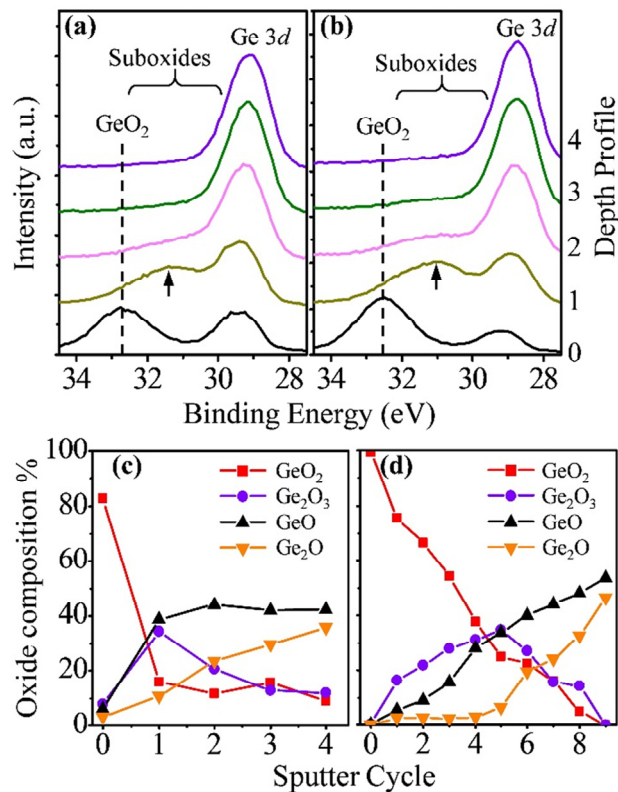 (a) Ge 3d
Suboxides
GeO2
(b) Ge 3d
Suboxides
GeO2
Intensity (a.u.)
4
3
2
1
0
Depth Profile
34 32 30 28 34 32 30 28
Binding Energy (eV)
(c)
GeO2
Ge2O3
GeO
Ge2O
(d)
GeO2
Ge2O3
GeO
Ge2O
100
80
60
40
20
0
Oxide composition %
0 1 2 3 4 0 2 4 6 8
Sputter Cycle